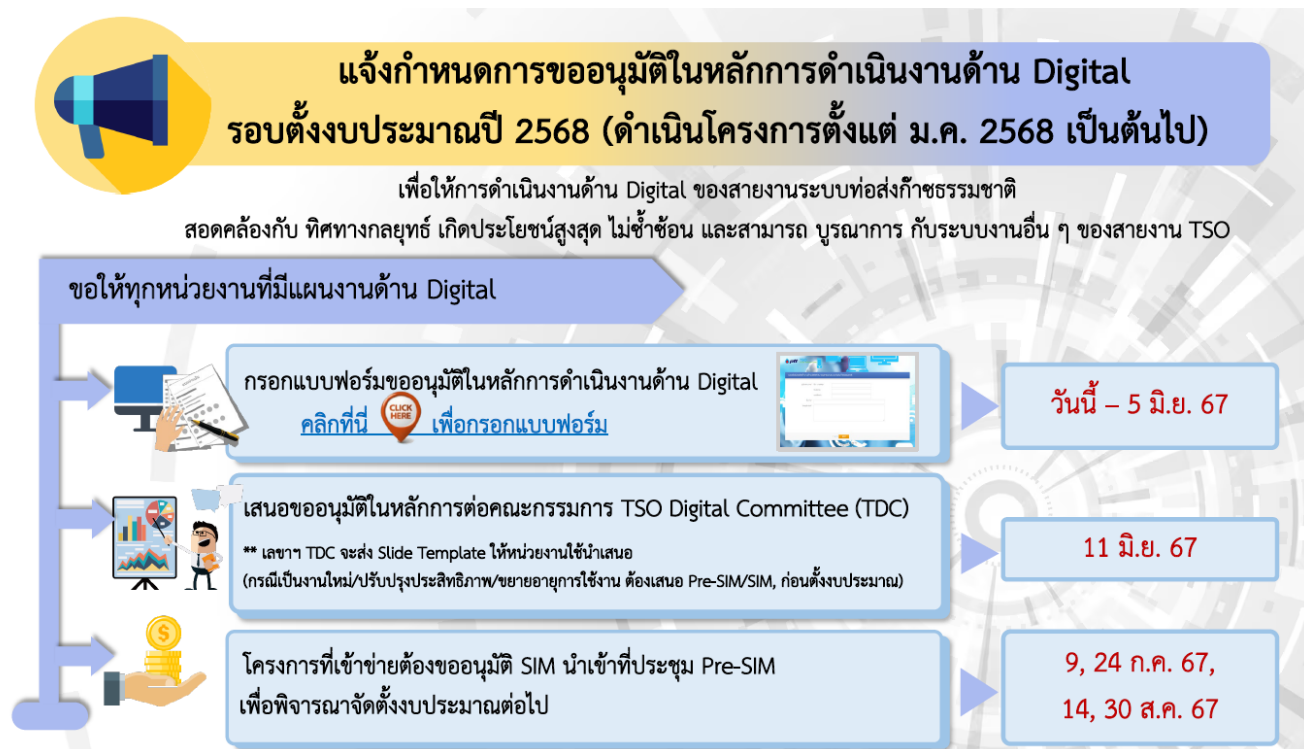 แจ้งกำหนดการขออนุมัติในหลักการดำเนินงานด้าน Digital
รอบตั้งงบประมาณปี 2568 (ดำเนินโครงการตั้งแต่ ม.ค. 2568 เป็นต้นไป)
เพื่อให้การดำเนินงานด้าน Digital ของสายงานระบบท่อส่งก๊าซธรรมชาติ
สอดคล้องกับ ทิศทางกลยุทธ์ เกิดประโยชน์สูงสุด ไม่ซ้ำซ้อน และสามารถ บูรณาการ กับระบบงานอื่น ๆ ของสายงาน TSO
ขอให้ทุกหน่วยงานที่มีแผนงานด้าน Digital
กรอกแบบฟอร์มขออนุมัติในหลักการดำเนินงานด้าน Digital
คลิกที่นี่ CLICK HERE เพื่อกรอกแบบฟอร์ม
ptt
วันนี้ – 5 มิ.ย. 67
เสนอขออนุมัติในหลักการต่อคณะกรรมการ TSO Digital Committee (TDC)
** เลขาฯ TDC จะส่ง Slide Template ให้หน่วยงานใช้นำเสนอ
(กรณีเป็นงานใหม่/ปรับปรุงประสิทธิภาพ/ขยายอายุการใช้งาน ต้องเสนอ Pre-SIM/SIM, ก่อนตั้งงบประมาณ)
11 มิ.ย. 67
โครงการที่เข้าข่ายต้องขออนุมัติ SIM นำเข้าที่ประชุม Pre-SIM
เพื่อพิจารณาจัดตั้งงบประมาณต่อไป
9, 24 ก.ค. 67,
14, 30 ส.ค. 67